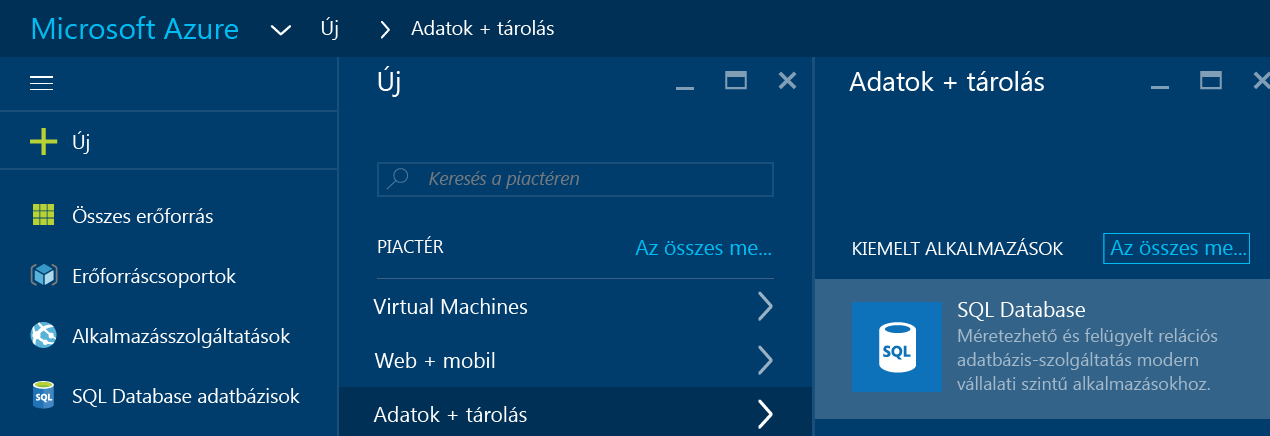 Microsoft Azure Új Adatok + tárolás
Új
Összes erőforrás
Erőforráscsoportok
Alkalmazásszolgáltatások
SQL
SQL Database adatbázisok
Új
Keresés a piactéren
PIACTÉR Az összes me...
Virtual Machines
Web + mobil
Adatok + tárolás
Adatok + tárolás
KIEMELT ALKALMAZÁSOK Az összes me...
SQL
SQL Database
Méretezhető és felügyelt relációs
adatbázis-szolgáltatás modern
vállalati szintű alkalmazásokhoz.